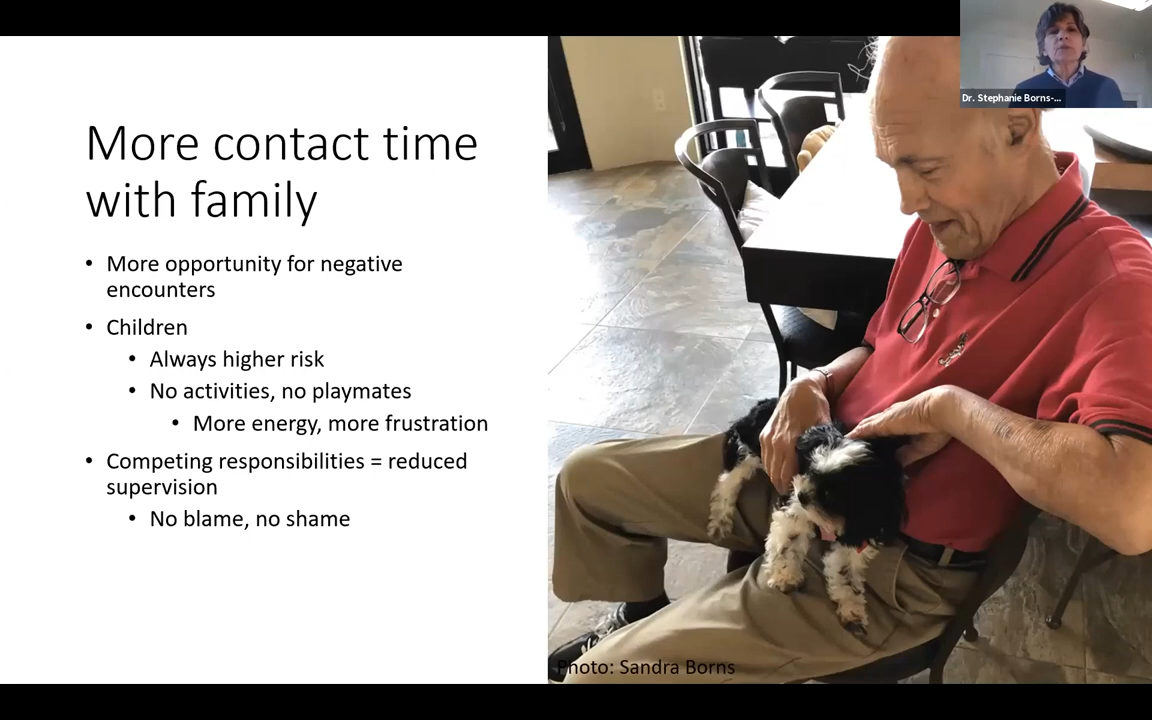 Dr. Stephanie Borns-...
More contact time
with family
• More opportunity for negative
encounters
• Children
• Always higher risk
• No activities, no playmates
• More energy, more frustration
• Competing responsibilities = reduced
supervision
• No blame, no shame
Photo: Sandra Borns